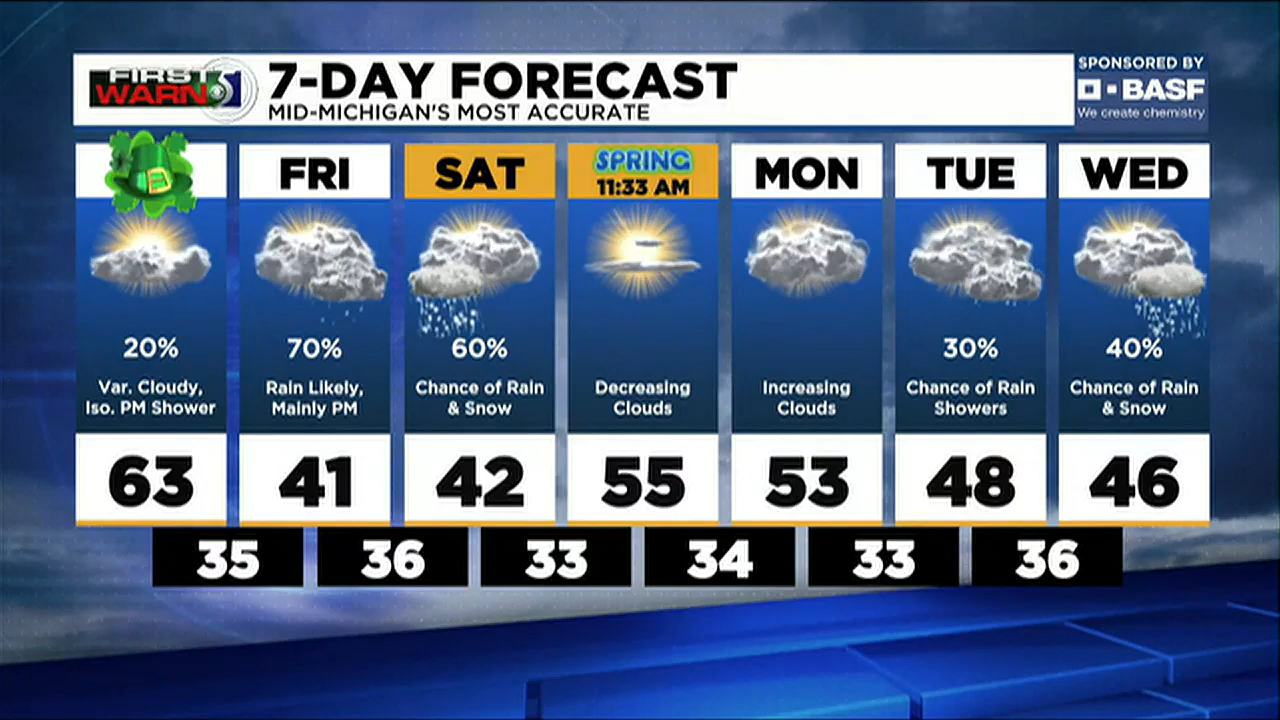 FIRST
WARN 5
7-DAY FORECAST
MID-MICHIGAN'S MOST ACCURATE
SPONSORED BY
BASF
We create chemistry
FRI
SAT
SPRING
11:33 AM
MON
TUE
WED
20%
70%
60%
30%
40%
Var. Cloudy,
Iso. PM Shower
Rain Likely,
Mainly PM
Chance of Rain
& Snow
Decreasing
Clouds
Increasing
Clouds
Chance of Rain
Showers
Chance of Rain
& Snow
63
41
42
55
53
48
46
35
36
33
34
33
36